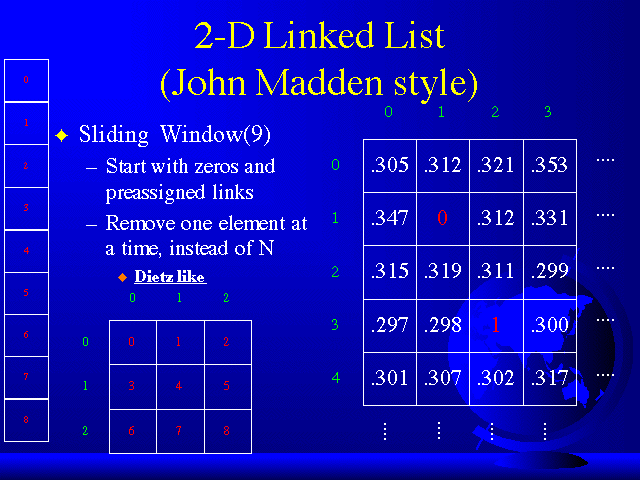 2-D Linked List
(John Madden style)
0
1
2
3
4
5
6
7
8
Sliding Window(9)
– Start with zeros and
preassigned links
– Remove one element at
a time, instead of N
Dietz like
0 1 2
0 0 1 2
1 3 4 5
2 6 7 8
0 1 2 3
0 .305 .312 .321 .353 ....
1 .347 0 .312 .331 ....
2 .315 .319 .311 .299 ....
3 .297 .298 1 .300 ....
4 .301 .307 .302 .317 ....